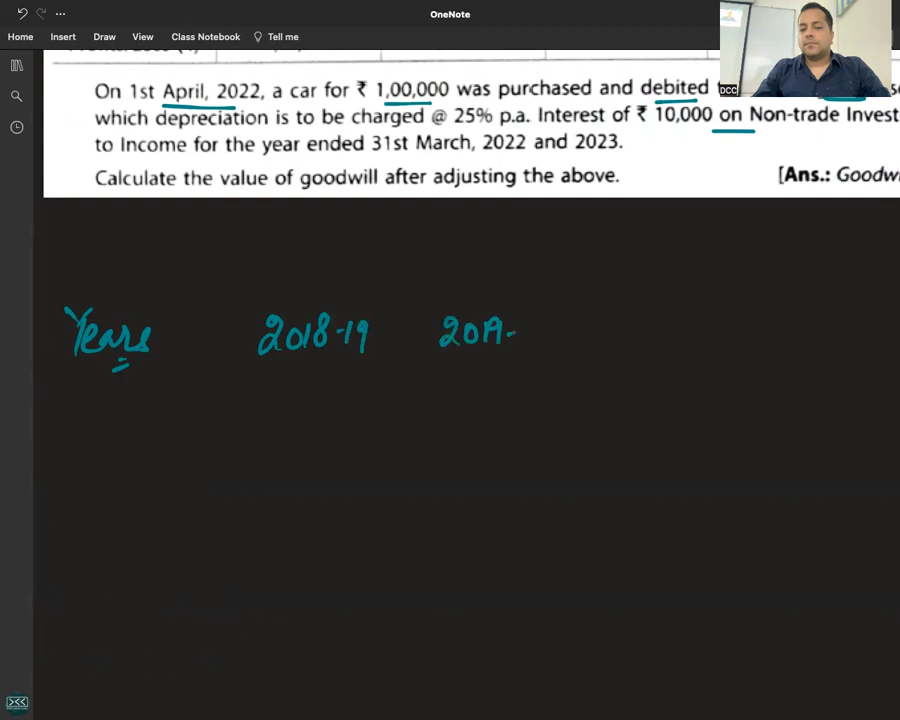 OneNote
Home Insert Draw View Class Notebook Tell me
DCC
On 1st April, 2022, a car for ₹ 1,00,000 was purchased and debited
which depreciation is to be charged @ 25% p.a. Interest of ₹ 10,000 on Non-trade Invest
to Income for the year ended 31st March, 2022 and 2023.
Calculate the value of goodwill after adjusting the above. [Ans.: Goodw
Years 2018-19 2019-